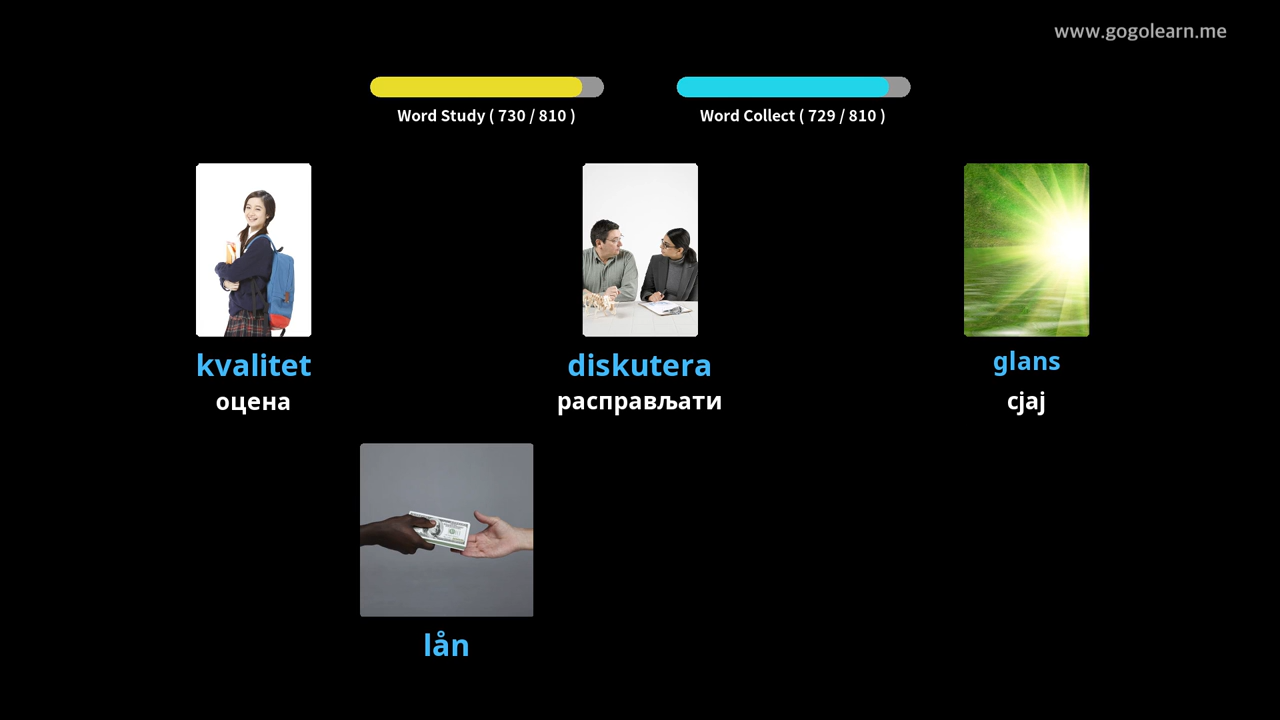 www.gogolearn.me
Word Study ( 730 / 810 )
Word Collect ( 729 / 810 )
kvalitet
оцена
diskutera
расправљати
glans
сјај
lån